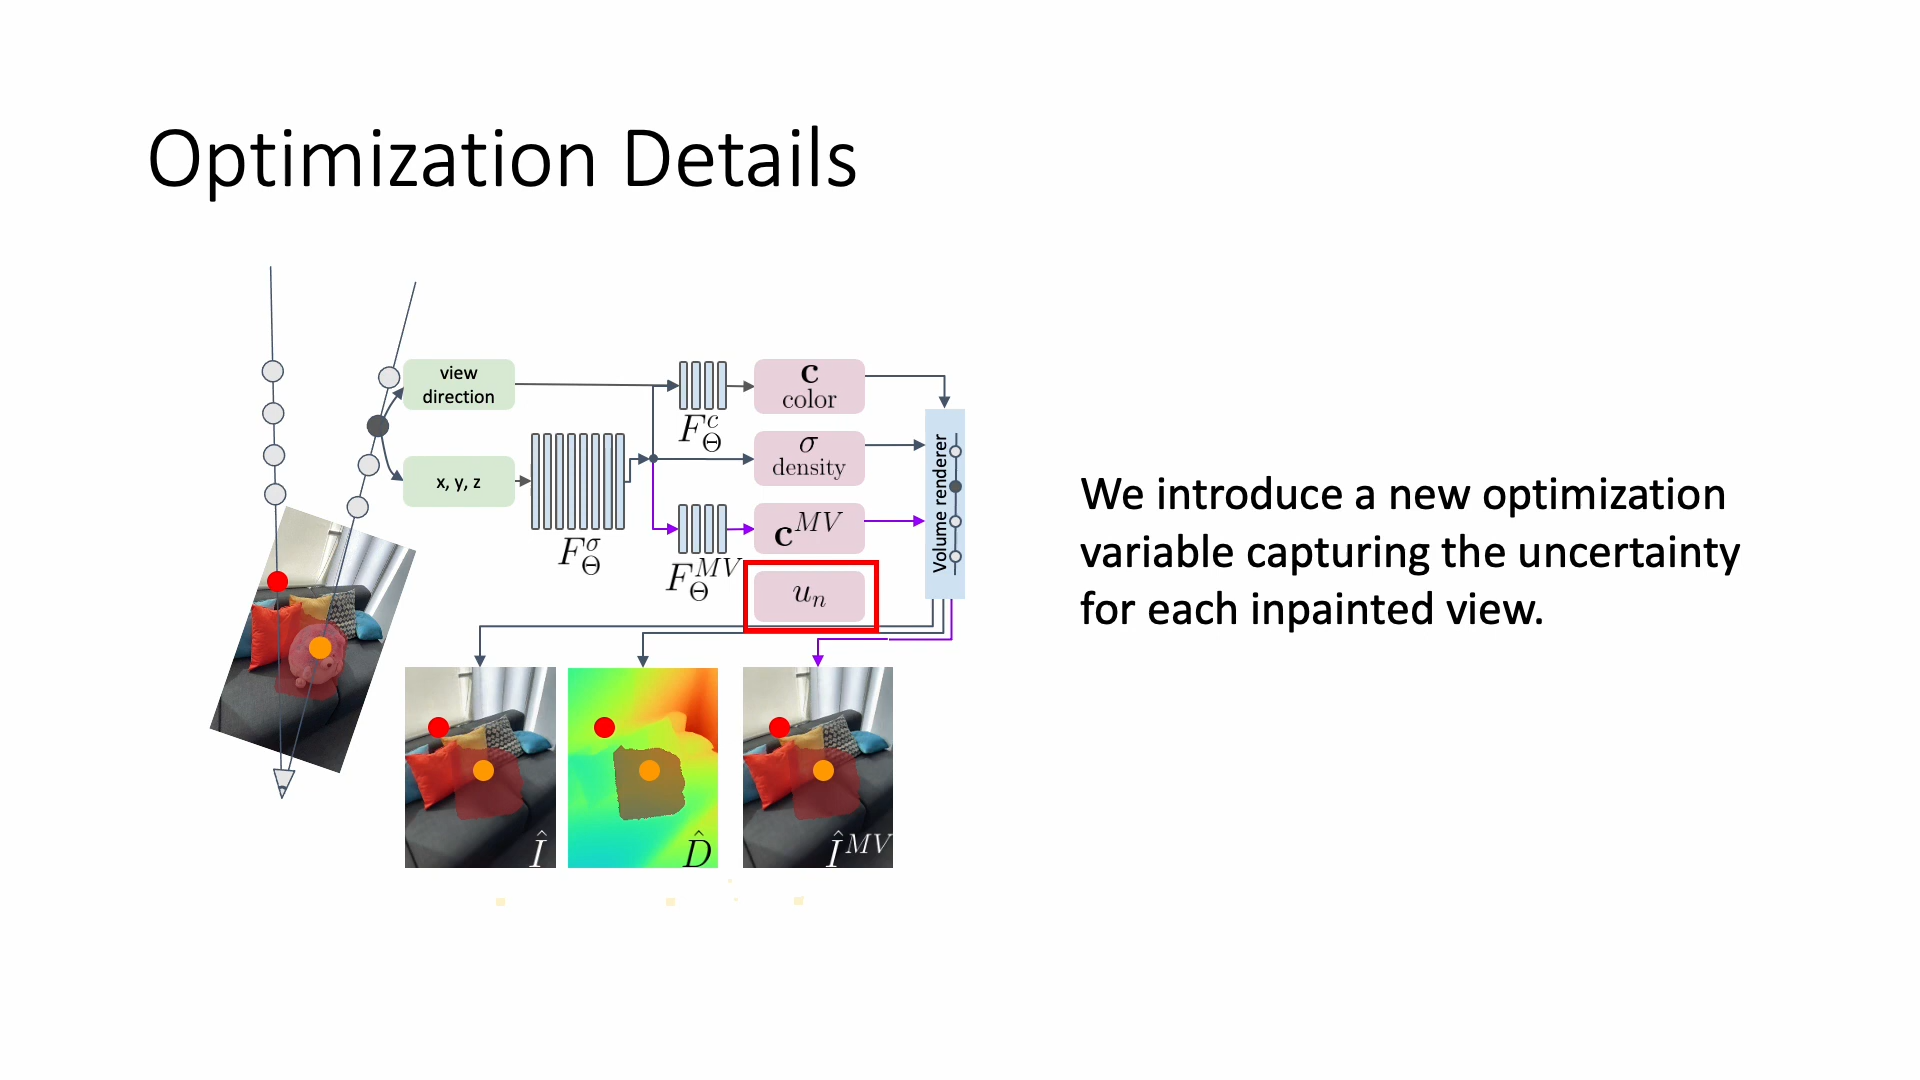 Optimization Details
view
direction
x, y, z
F_Θ^σ
F_Θ^c
F_Θ^{MV}
c
color
σ
density
c^{MV}
u_n
Volume renderer
Î
D̂
Î^{MV}
We introduce a new optimization
variable capturing the uncertainty
for each inpainted view.